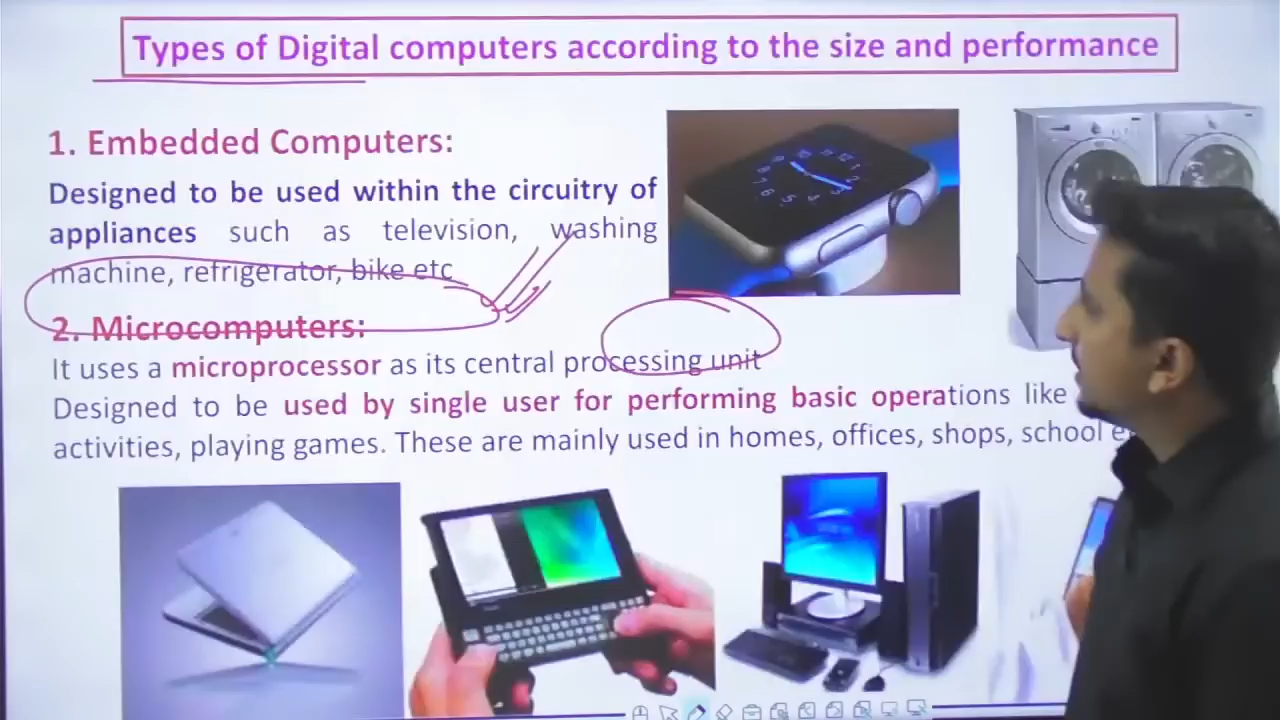 Types of Digital computers according to the size and performance
1. Embedded Computers:
Designed to be used within the circuitry of
appliances such as television, washing
machine, refrigerator, bike etc
2. Microcomputers:
It uses a microprocessor as its central processing unit
Designed to be used by single user for performing basic operations like
activities, playing games. These are mainly used in homes, offices, shops, school